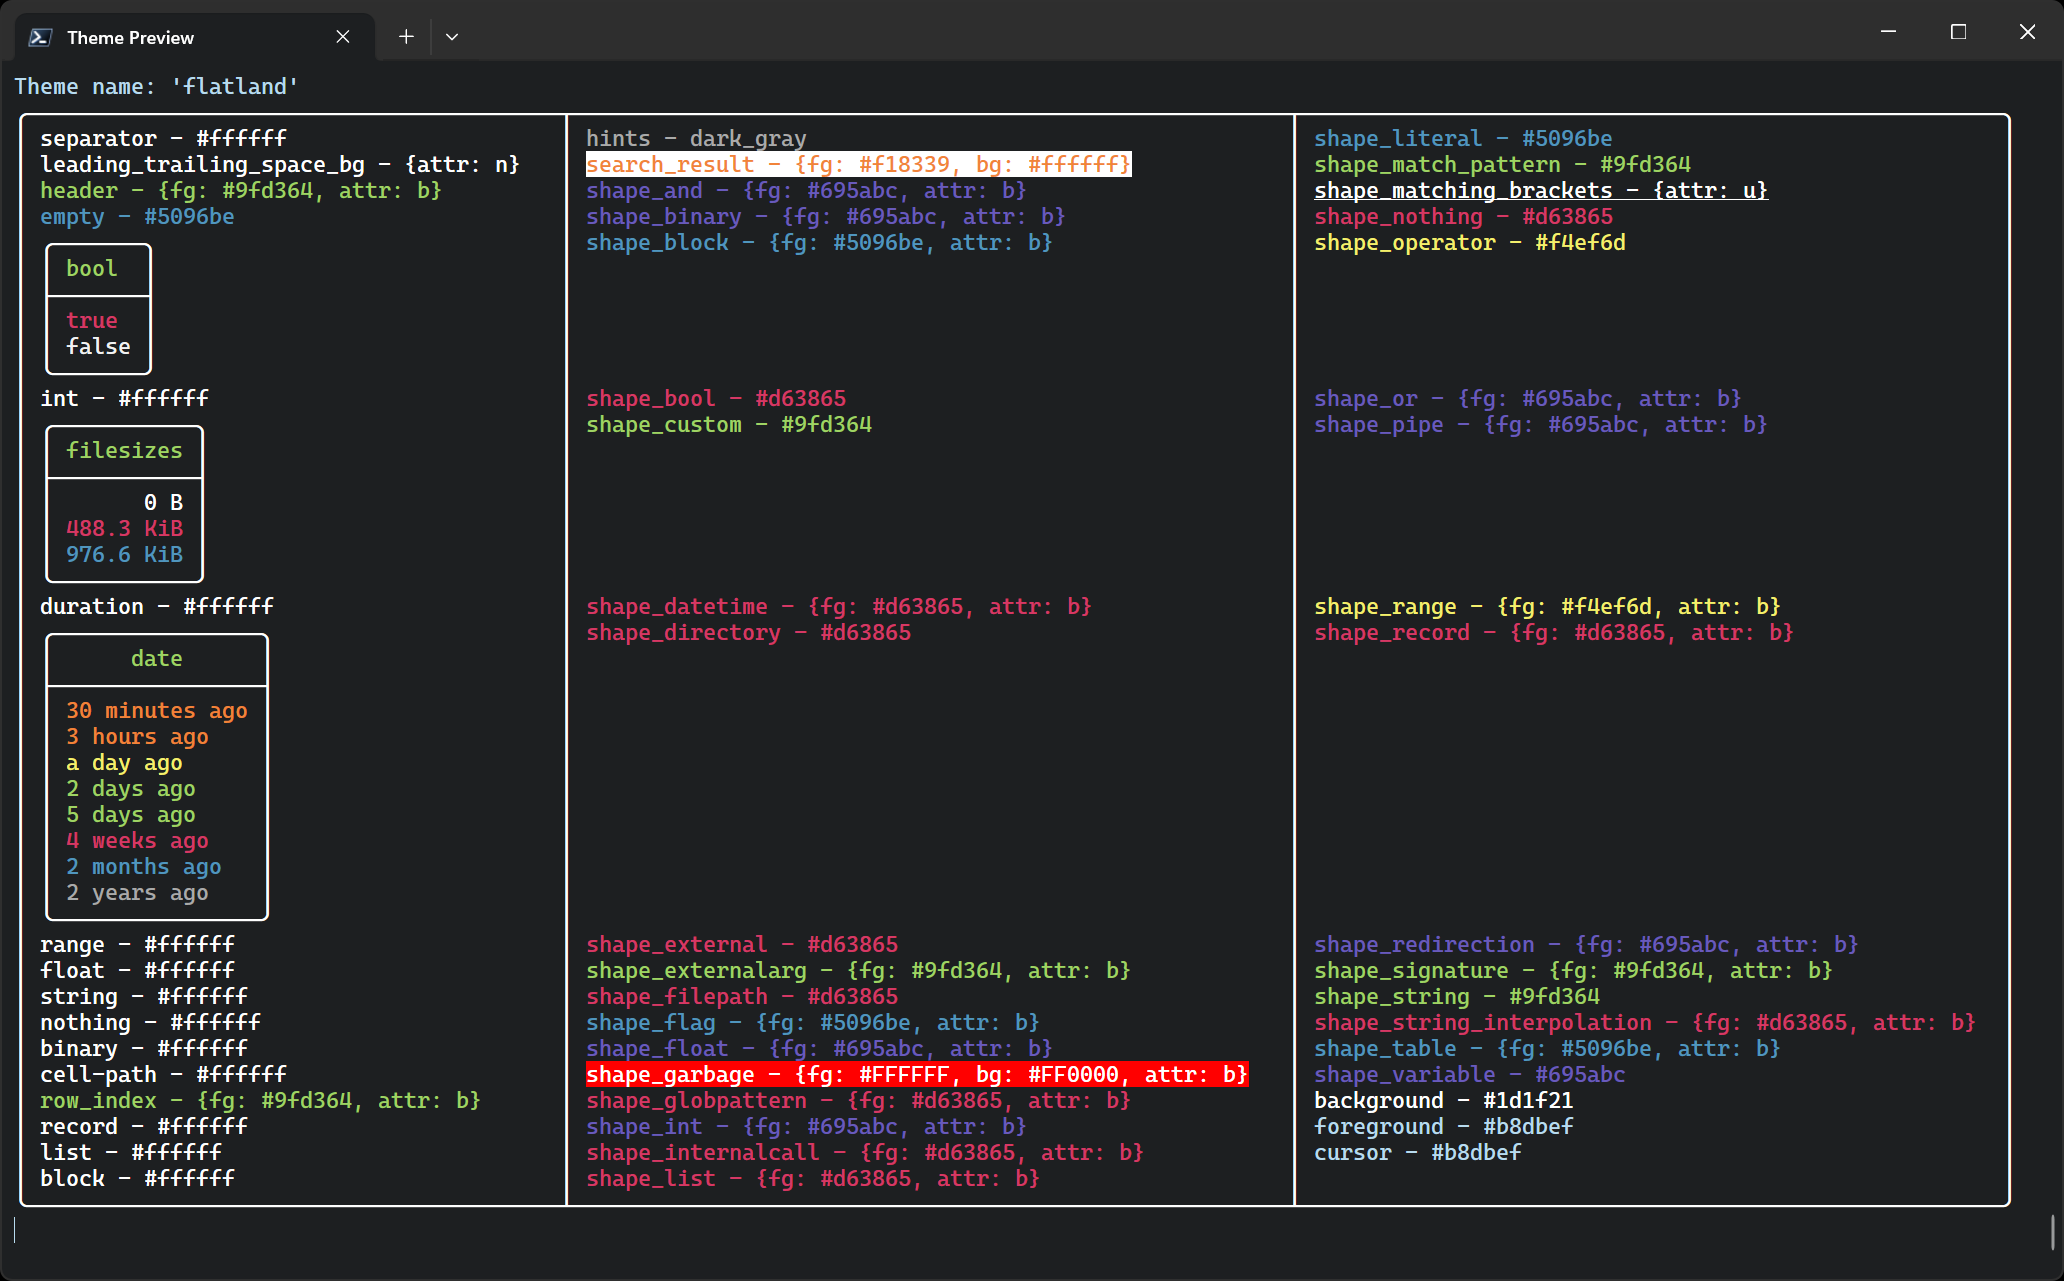 Theme Preview
Theme name: 'flatland'
separator - #ffffff
leading_trailing_space_bg - {attr: n}
header - {fg: #9fd364, attr: b}
empty - #5096be
bool
true
false
int - #ffffff
filesizes
0 B
488.3 KiB
976.6 KiB
duration - #ffffff
date
30 minutes ago
3 hours ago
a day ago
2 days ago
5 days ago
4 weeks ago
2 months ago
2 years ago
range - #ffffff
float - #ffffff
string - #ffffff
nothing - #ffffff
binary - #ffffff
cell-path - #ffffff
row_index - {fg: #9fd364, attr: b}
record - #ffffff
list - #ffffff
block - #ffffff
hints - dark_gray
search_result - {fg: #f18339, bg: #ffffff}
shape_and - {fg: #695abc, attr: b}
shape_binary - {fg: #695abc, attr: b}
shape_block - {fg: #5096be, attr: b}
shape_bool - #d63865
shape_custom - #9fd364
shape_datetime - {fg: #d63865, attr: b}
shape_directory - #d63865
shape_external - #d63865
shape_externalarg - {fg: #9fd364, attr: b}
shape_filepath - #d63865
shape_flag - {fg: #5096be, attr: b}
shape_float - {fg: #695abc, attr: b}
shape_garbage - {fg: #FFFFFF, bg: #FF0000, attr: b}
shape_globpattern - {fg: #d63865, attr: b}
shape_int - {fg: #695abc, attr: b}
shape_internalcall - {fg: #d63865, attr: b}
shape_list - {fg: #d63865, attr: b}
shape_literal - #5096be
shape_match_pattern - #9fd364
shape_matching_brackets - {attr: u}
shape_nothing - #d63865
shape_operator - #f4ef6d
shape_or - {fg: #695abc, attr: b}
shape_pipe - {fg: #695abc, attr: b}
shape_range - {fg: #f4ef6d, attr: b}
shape_record - {fg: #d63865, attr: b}
shape_redirection - {fg: #695abc, attr: b}
shape_signature - {fg: #9fd364, attr: b}
shape_string - #9fd364
shape_string_interpolation - {fg: #d63865, attr: b}
shape_table - {fg: #5096be, attr: b}
shape_variable - #695abc
background - #1d1f21
foreground - #b8dbef
cursor - #b8dbef